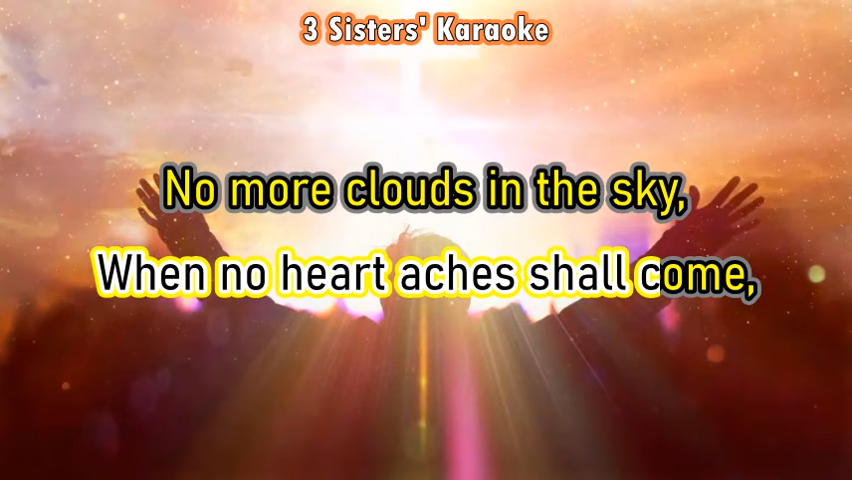 3 Sisters' Karaoke
No more clouds in the sky,
When no heart aches shall come,